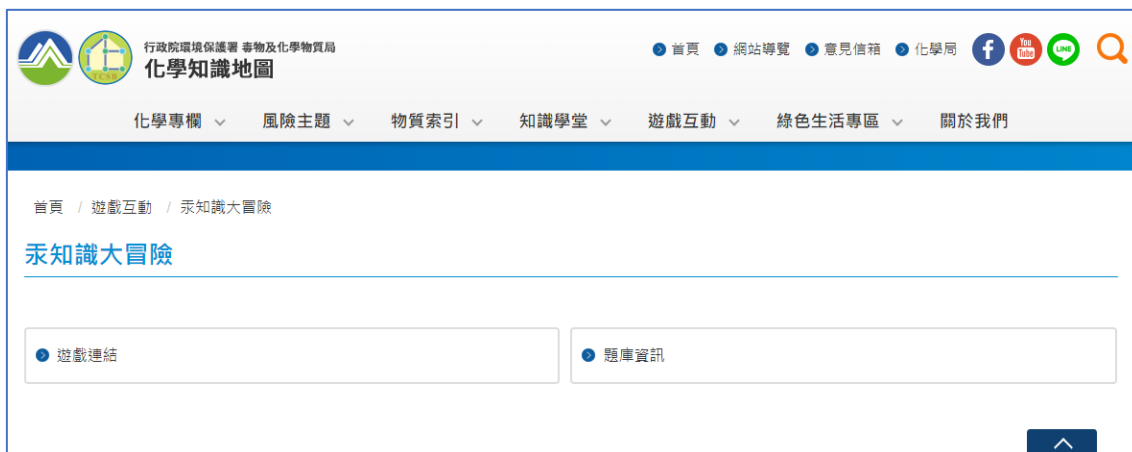 行政院環境保護署 毒物及化學物質局
化學知識地圖
TCSB
首頁 網站導覽 意見信箱 化學局
f You Tube LINE
化學專欄 風險主題 物質索引 知識學堂 遊戲互動 綠色生活專區 關於我們
首頁 / 遊戲互動 / 汞知識大冒險
汞知識大冒險
遊戲連結 題庫資訊